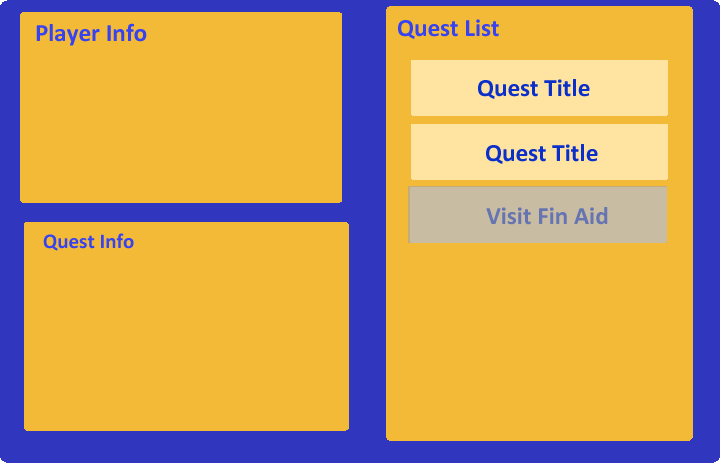 Player Info
Quest Info
Quest List
Quest Title
Quest Title
Visit Fin Aid